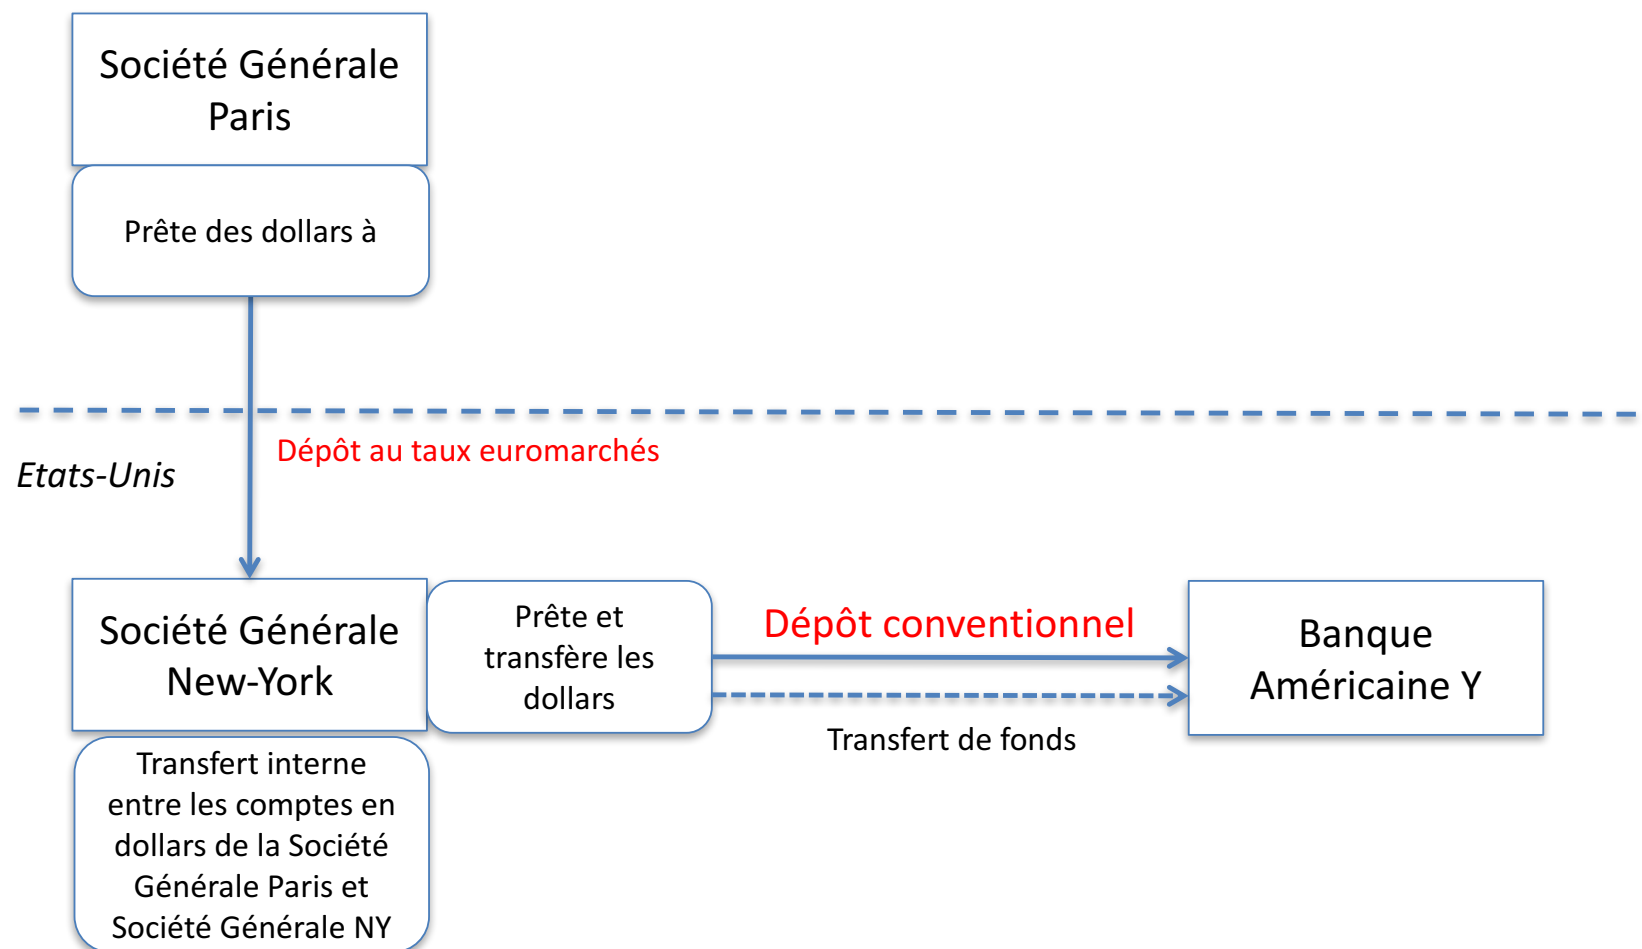 Société Générale
Paris
Prête des dollars à
Dépôt au taux euromarchés
Etats-Unis
Société Générale
New-York
Prête et
transfère les
dollars
Dépôt conventionnel
Transfert de fonds
Banque
Américaine Y
Transfert interne
entre les comptes en
dollars de la Société
Générale Paris et
Société Générale NY